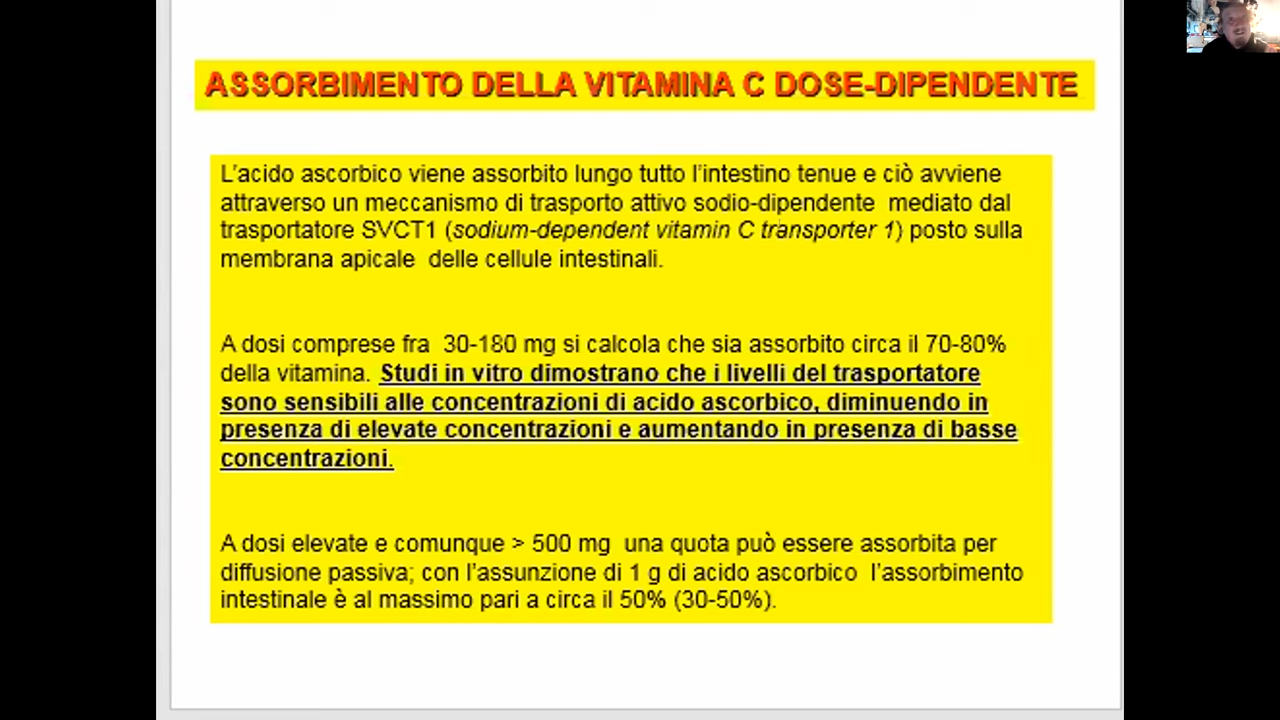 ASSORBIMENTO DELLA VITAMINA C DOSE-DIPENDENTE
L'acido ascorbico viene assorbito lungo tutto l'intestino tenue e ciò avviene
attraverso un meccanismo di trasporto attivo sodio-dipendente mediato dal
trasportatore SVCT1 (sodium-dependent vitamin C transporter 1) posto sulla
membrana apicale delle cellule intestinali.
A dosi comprese fra 30-180 mg si calcola che sia assorbito circa il 70-80%
della vitamina. Studi in vitro dimostrano che i livelli del trasportatore
sono sensibili alle concentrazioni di acido ascorbico, diminuendo in
presenza di elevate concentrazioni e aumentando in presenza di basse
concentrazioni.
A dosi elevate e comunque > 500 mg una quota può essere assorbita per
diffusione passiva; con l'assunzione di 1 g di acido ascorbico l'assorbimento
intestinale è al massimo pari a circa il 50% (30-50%).